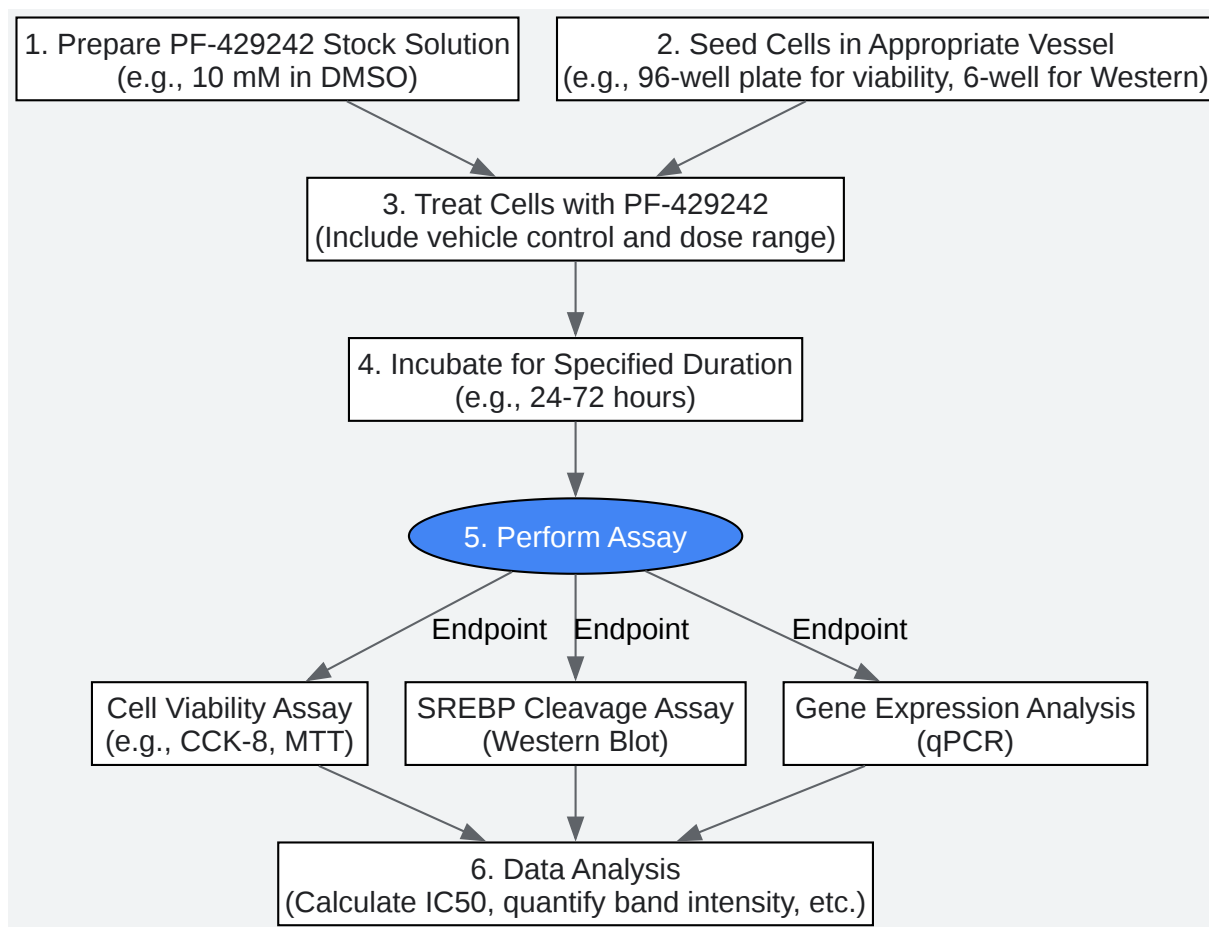 1. Prepare PF-429242 Stock Solution
(e.g., 10 mM in DMSO)
2. Seed Cells in Appropriate Vessel
(e.g., 96-well plate for viability, 6-well for Western)
3. Treat Cells with PF-429242
(Include vehicle control and dose range)
4. Incubate for Specified Duration
(e.g., 24-72 hours)
5. Perform Assay
Endpoint
Endpoint
Endpoint
Cell Viability Assay
(e.g., CCK-8, MTT)
SREBP Cleavage Assay
(Western Blot)
Gene Expression Analysis
(qPCR)
6. Data Analysis
(Calculate IC50, quantify band intensity, etc.)